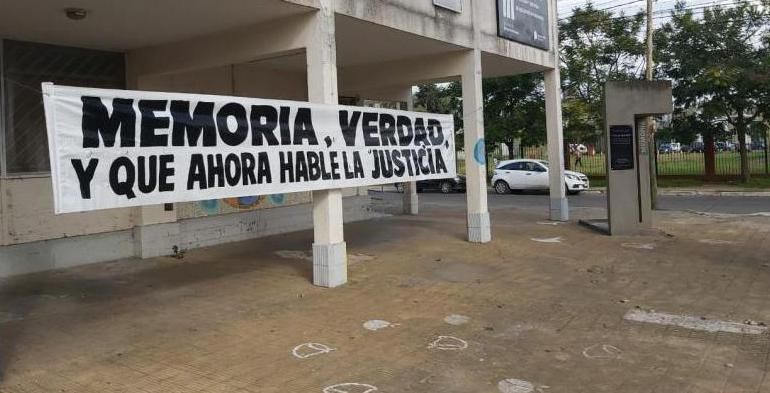 MEMORIA, VERDAD,
Y QUE AHORA HABLE LA JUSTICIA